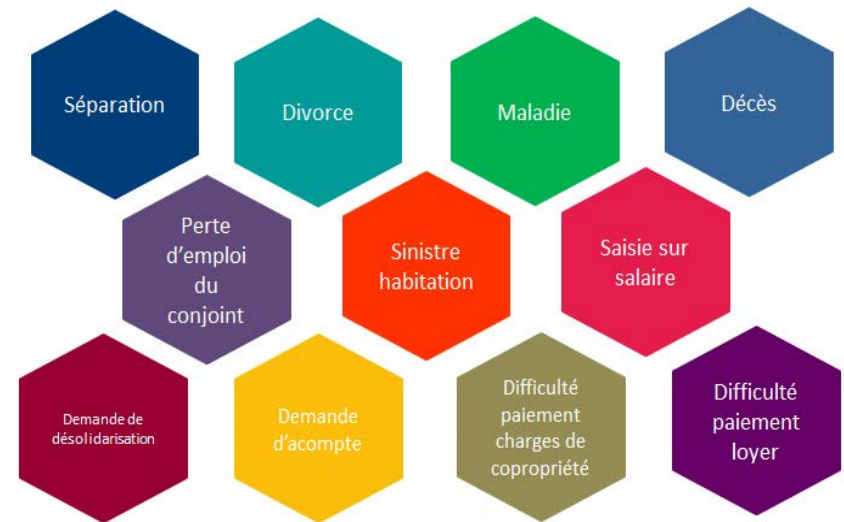 Séparation
Divorce
Maladie
Décès
Perte
d'emploi
du
conjoint
Sinistre
habitation
Saisie sur
salaire
Demande de
désolidarisation
Demande
d'acompte
Difficulté
paiement
charges de
copropriété
Difficulté
paiement
loyer